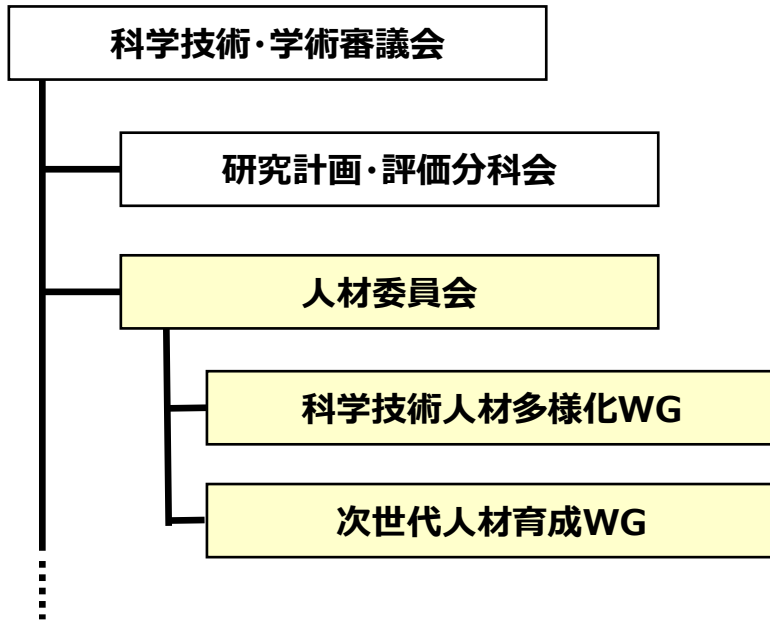 科学技術・学術審議会
研究計画・評価分科会
人材委員会
科学技術人材多様化WG
次世代人材育成WG